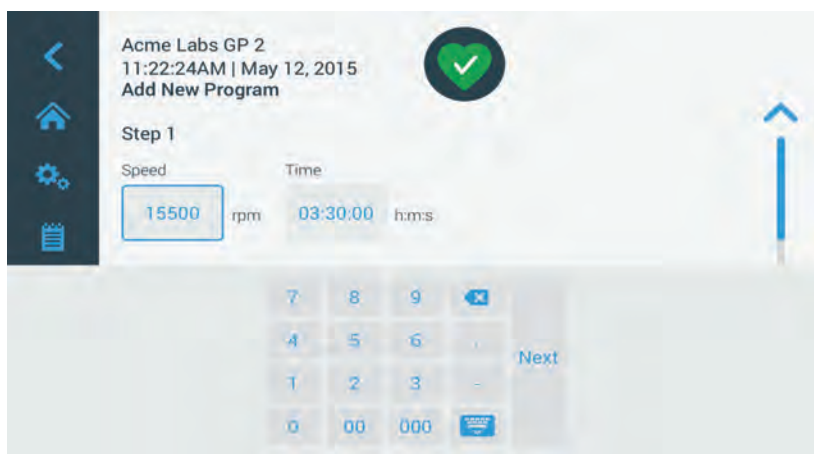 Acme Labs GP 2
11:22:24AM | May 12, 2015
Add New Program
Step 1
Speed Time
15500 rpm 03:30:00 h:m:s
7 8 9
4 5 6 .
1 2 3 -
Next
0 00 000